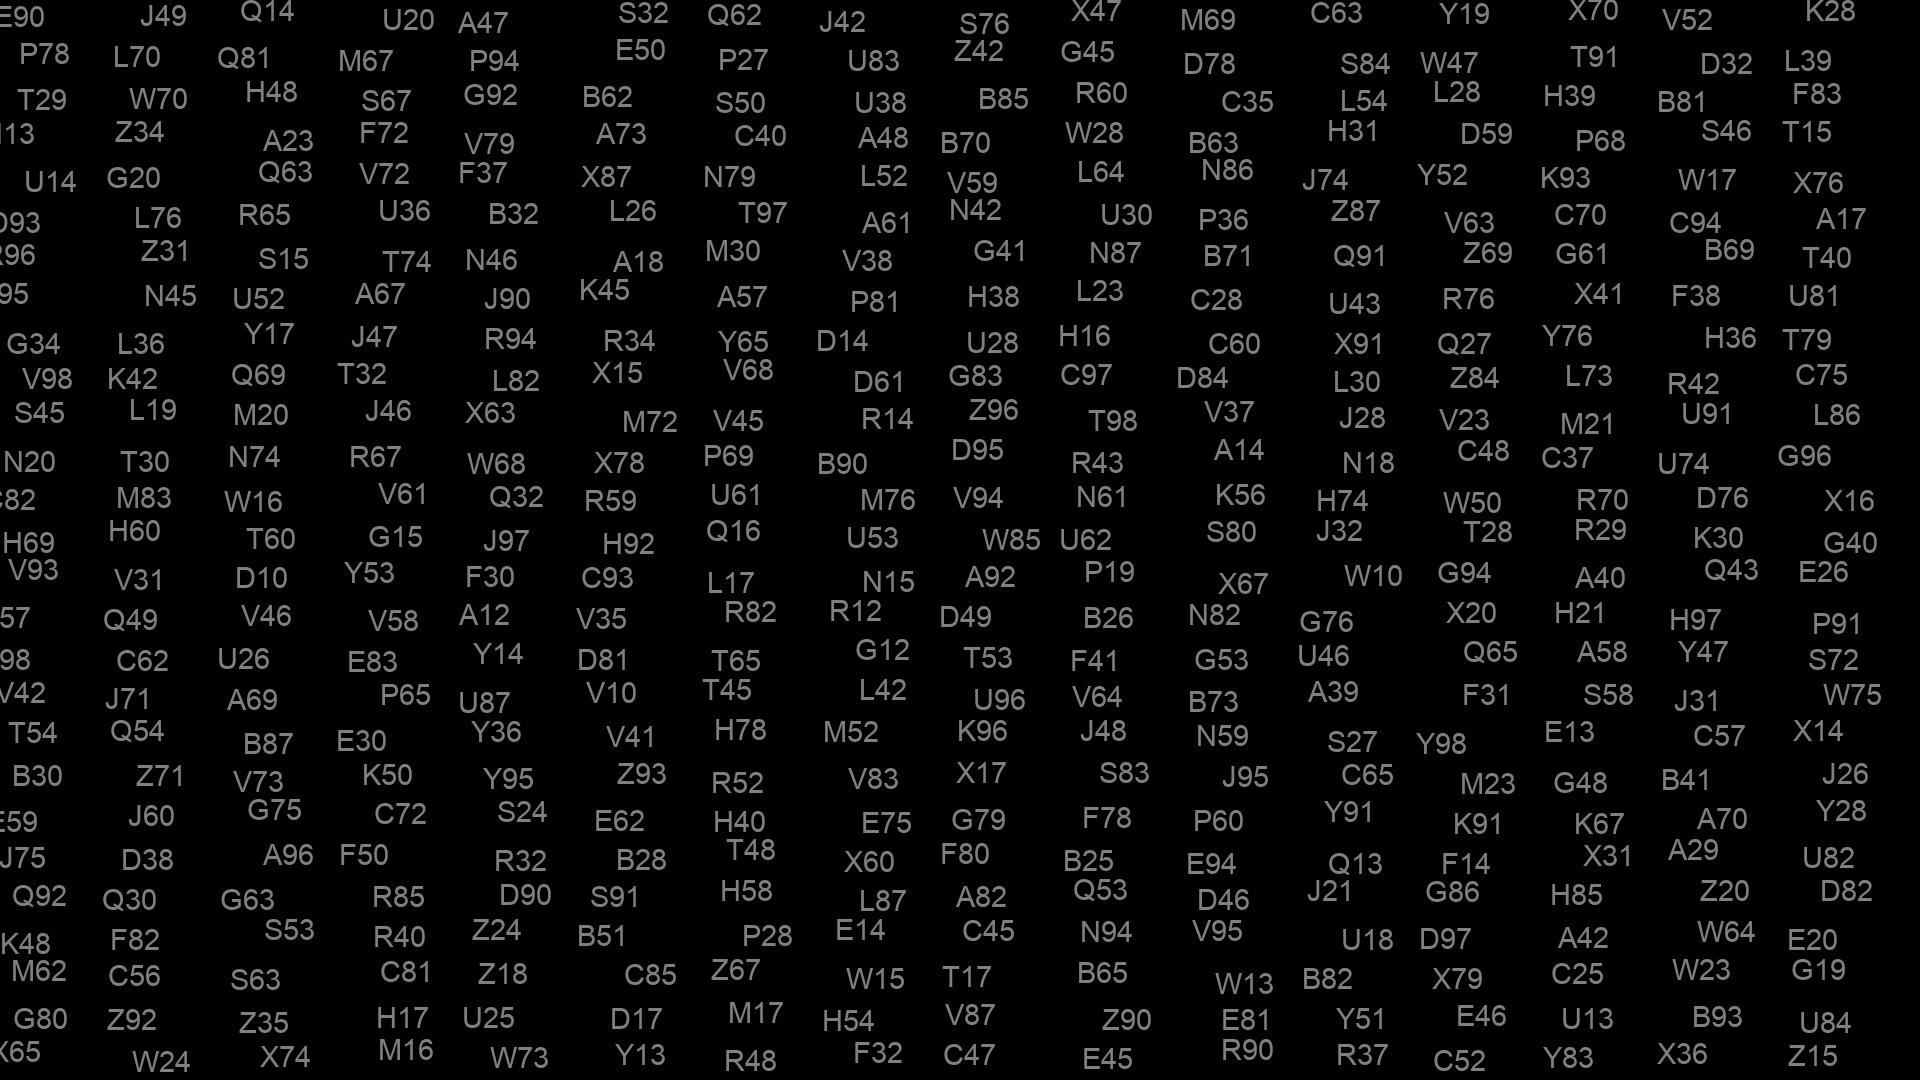 E90 J49 Q14 U20 A47 S32 Q62 J42 S76 X47 M69 C63 Y19 X70 V52 K28
P78 L70 Q81 M67 P94 E50 P27 U83 Z42 G45 D78 S84 W47 T91 D32 L39
T29 W70 H48 S67 G92 B62 S50 U38 B85 R60 C35 L54 L28 H39 B81 F83
13 Z34 A23 F72 V79 A73 C40 A48 B70 W28 B63 H31 D59 P68 S46 T15
U14 G20 Q63 V72 F37 X87 N79 L52 V59 L64 N86 J74 Y52 K93 W17 X76
D93 L76 R65 U36 B32 L26 T97 A61 N42 U30 P36 Z87 V63 C70 C94 A17
R96 Z31 S15 T74 N46 A18 M30 V38 G41 N87 B71 Q91 Z69 G61 B69 T40
95 N45 U52 A67 J90 K45 A57 P81 H38 L23 C28 U43 R76 X41 F38 U81
G34 L36 Y17 J47 R94 R34 Y65 D14 U28 H16 C60 X91 Q27 Y76 H36 T79
V98 K42 Q69 T32 L82 X15 V68 D61 G83 C97 D84 L30 Z84 L73 R42 C75
S45 L19 M20 J46 X63 M72 V45 R14 Z96 T98 V37 J28 V23 M21 U91 L86
N20 T30 N74 R67 W68 X78 P69 B90 D95 R43 A14 N18 C48 C37 U74 G96
C82 M83 W16 V61 Q32 R59 U61 M76 V94 N61 K56 H74 W50 R70 D76 X16
H69 H60 T60 G15 J97 H92 Q16 U53 W85 U62 S80 J32 T28 R29 K30 G40
V93 V31 D10 Y53 F30 C93 L17 N15 A92 P19 X67 W10 G94 A40 Q43 E26
57 Q49 V46 V58 A12 V35 R82 R12 D49 B26 N82 G76 X20 H21 H97 P91
98 C62 U26 E83 Y14 D81 T65 G12 T53 F41 G53 U46 Q65 A58 Y47 S72
V42 J71 A69 P65 U87 V10 T45 L42 U96 V64 B73 A39 F31 S58 J31 W75
T54 Q54 B87 E30 Y36 V41 H78 M52 K96 J48 N59 S27 Y98 E13 C57 X14
B30 Z71 V73 K50 Y95 Z93 R52 V83 X17 S83 J95 C65 M23 G48 B41 J26
E59 J60 G75 C72 S24 E62 H40 E75 G79 F78 P60 Y91 K91 K67 A70 Y28
J75 D38 A96 F50 R32 B28 T48 X60 F80 B25 E94 Q13 F14 X31 A29 U82
Q92 Q30 G63 R85 D90 S91 H58 L87 A82 Q53 D46 J21 G86 H85 Z20 D82
K48 F82 S53 R40 Z24 B51 P28 E14 C45 N94 V95 U18 D97 A42 W64 E20
M62 C56 S63 C81 Z18 C85 Z67 W15 T17 B65 W13 B82 X79 C25 W23 G19
G80 Z92 Z35 H17 U25 D17 M17 H54 V87 Z90 E81 Y51 E46 U13 B93 U84
X65 W24 X74 M16 W73 Y13 R48 F32 C47 E45 R90 R37 C52 Y83 X36 Z15